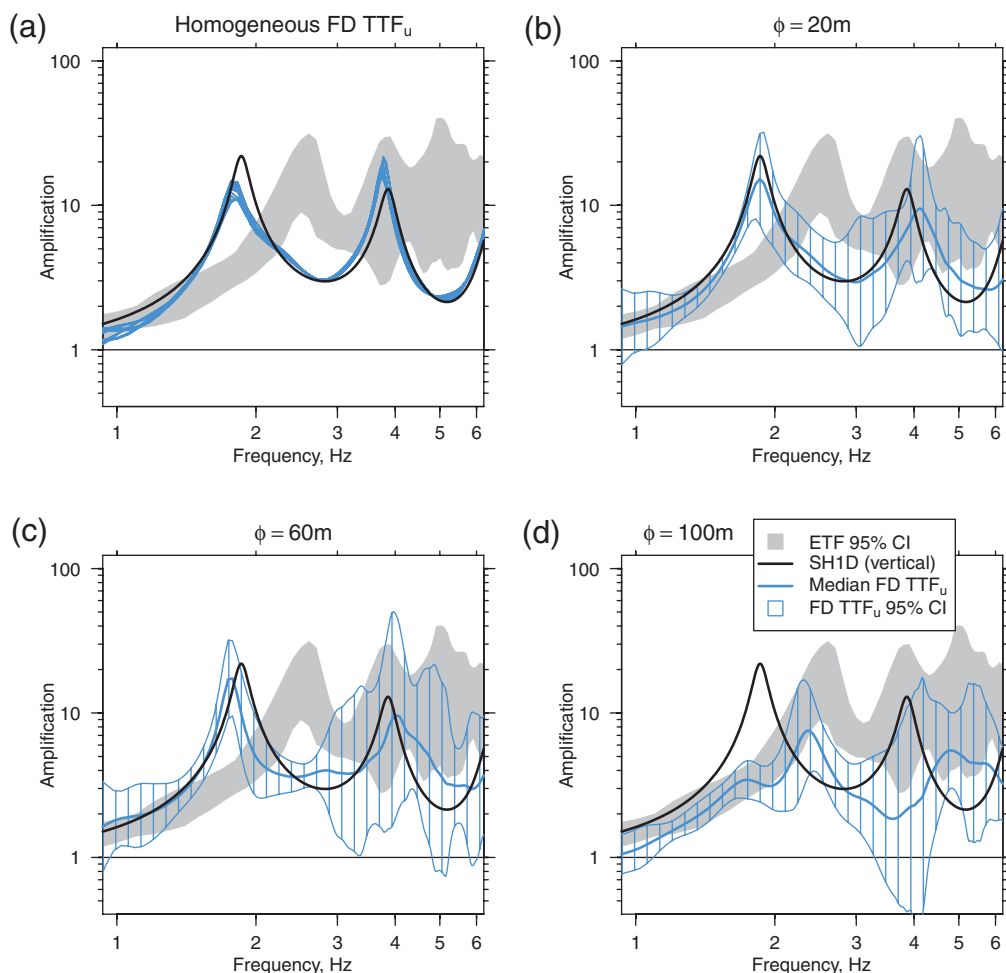 (a) Homogeneous FD TTFu
Amplification
100
10
1
1 2 3 4 5 6
Frequency, Hz
(b) ϕ = 20m
Amplification
100
10
1
1 2 3 4 5 6
Frequency, Hz
(c) ϕ = 60m
Amplification
100
10
1
1 2 3 4 5 6
Frequency, Hz
(d) ϕ = 100m
ETF 95% CI
SH1D (vertical)
Median FD TTFu
FD TTFu 95% CI
Amplification
100
10
1
1 2 3 4 5 6
Frequency, Hz